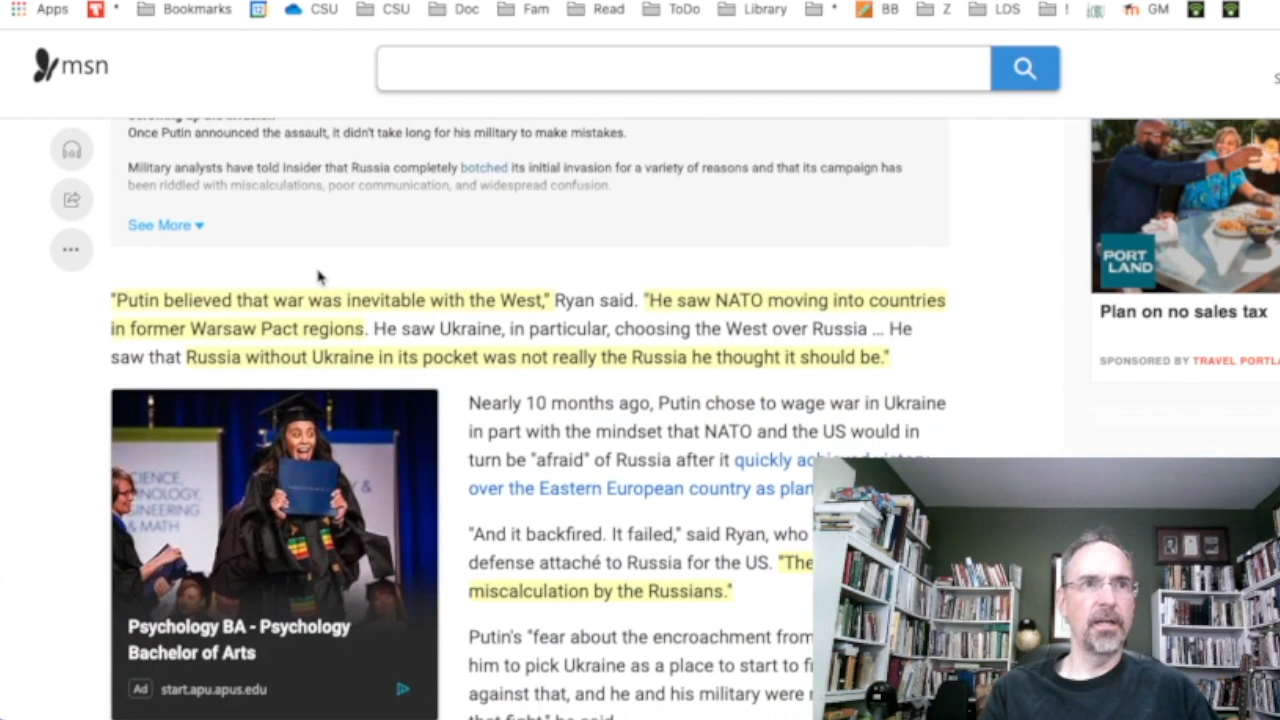 Apps
*
Bookmarks
12
CSU
CSU
Doc
Fam
Read
ToDo
Library
*
BB
Z
LDS
!
GM
msn
Once Putin announced the assault, it didn't take long for his military to make mistakes.
Military analysts have told Insider that Russia completely botched its initial invasion for a variety of reasons and that its campaign has
been riddled with miscalculations, poor communication, and widespread confusion.
See More
"Putin believed that war was inevitable with the West," Ryan said. "He saw NATO moving into countries
in former Warsaw Pact regions. He saw Ukraine, in particular, choosing the West over Russia ... He
saw that Russia without Ukraine in its pocket was not really the Russia he thought it should be."
Nearly 10 months ago, Putin chose to wage war in Ukraine
in part with the mindset that NATO and the US would in
turn be "afraid" of Russia after it quickly
over the Eastern European country as
"And it backfired. It failed," said Ryan, who
defense attaché to Russia for the US. "The
miscalculation by the Russians."
Putin's "fear about the encroachment from
him to pick Ukraine as a place to start to
against that, and he and his military were
SCIENCE,
& MATH
Psychology BA - Psychology
Bachelor of Arts
Ad start.apu.apus.edu
PORT
LAND
Plan on no sales tax
SPONSORED BY TRAVEL